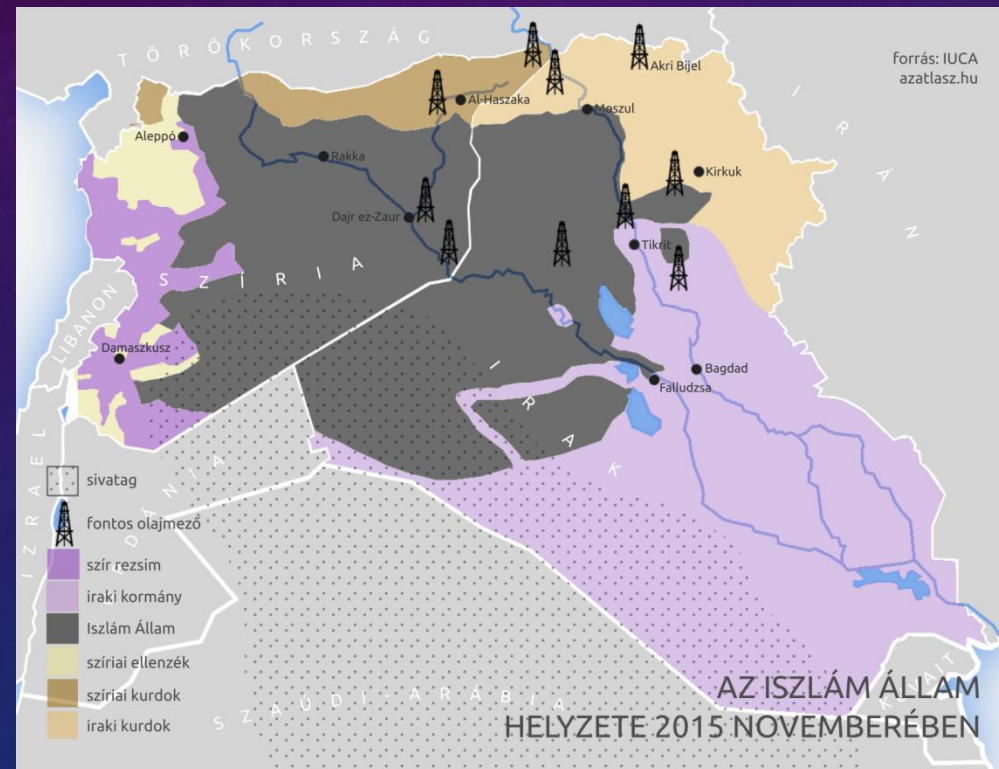 TÖRÖKORSZÁG
forrás: IUCA
azatlasz.hu
Akri Bijel
Al-Haszaka
Moszul
Aleppó
Rakka
Kirkuk
IRÁN
Dajr ez-Zaur
Tikrit
SZÍRIA
LIBANON
Damaszkusz
Bagdad
Falludzsa
IRAK
IZRAEL
JORDÁNIA
sivatag
fontos olajmező
szír rezsim
iraki kormány
Iszlám Állam
szíriai ellenzék
szíriai kurdok
iraki kurdok
SZAÚDI-ARÁBIA
KUVAIT
AZ ISZLÁM ÁLLAM
HELYZETE 2015 NOVEMBERÉBEN